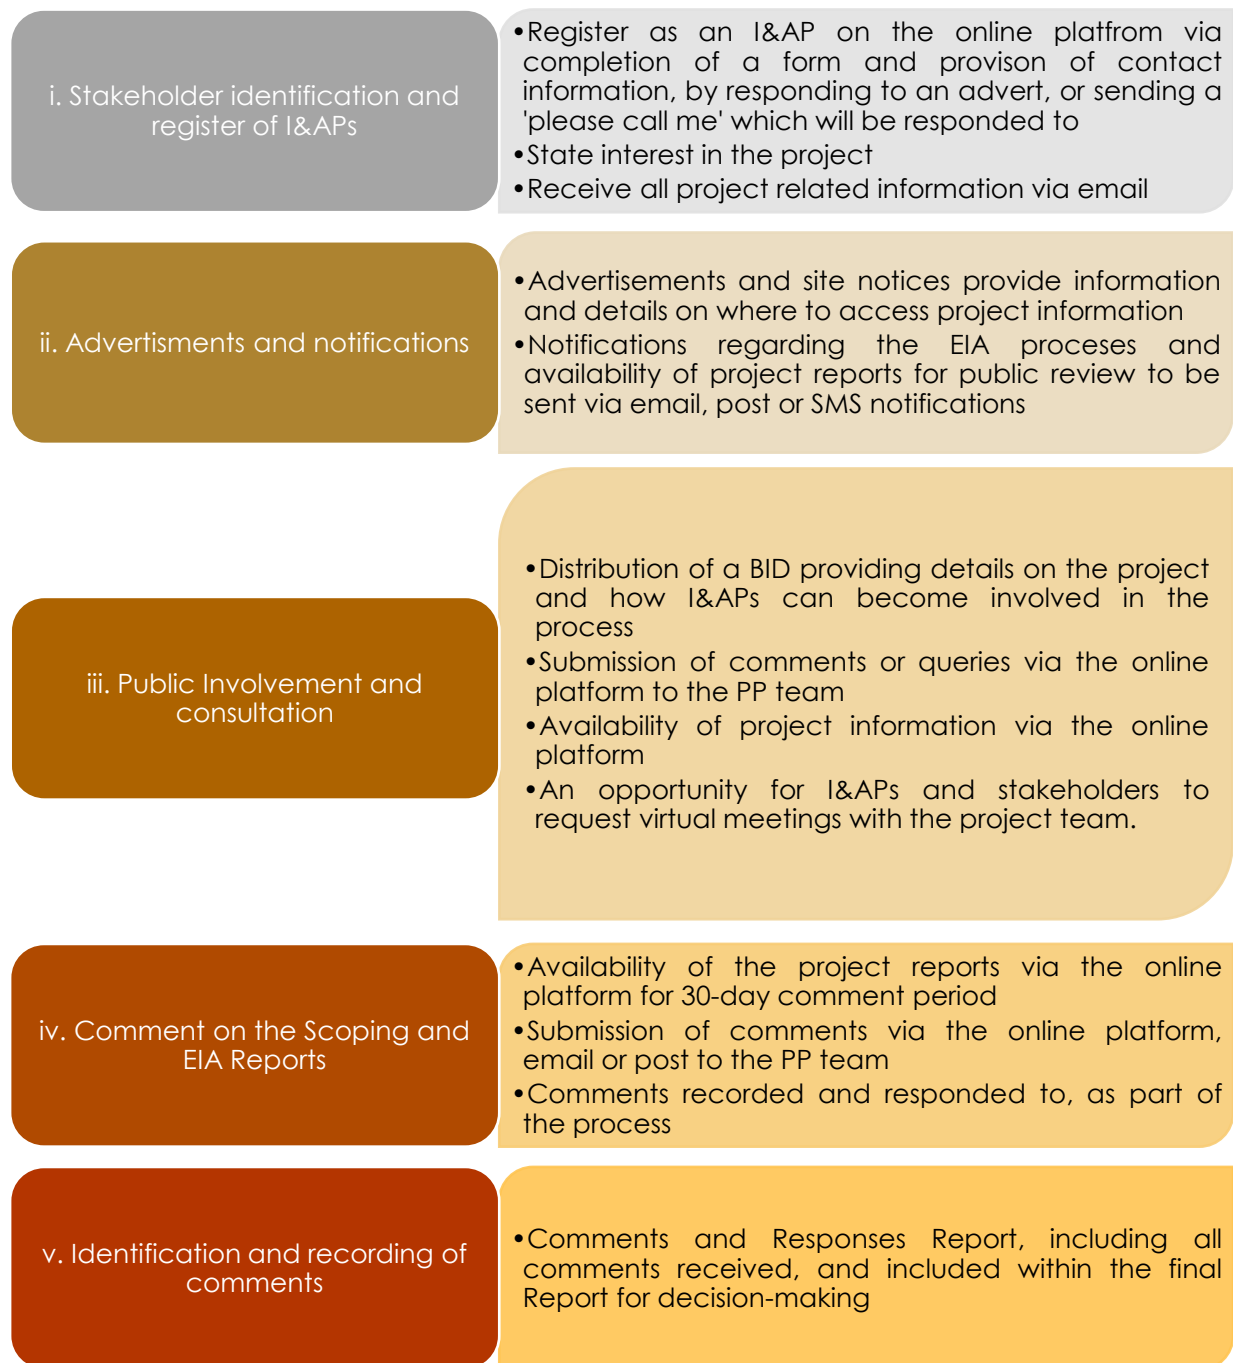 i. Stakeholder identification and
register of I&APs
•Register as an I&AP on the online platfrom via
completion of a form and provison of contact
information, by responding to an advert, or sending a
'please call me' which will be responded to
•State interest in the project
•Receive all project related information via email
ii. Advertisments and notifications
•Advertisements and site notices provide information
and details on where to access project information
•Notifications regarding the EIA proceses and
availability of project reports for public review to be
sent via email, post or SMS notifications
iii. Public Involvement and
consultation
•Distribution of a BID providing details on the project
and how I&APs can become involved in the
process
•Submission of comments or queries via the online
platform to the PP team
•Availability of project information via the online
platform
•An opportunity for I&APs and stakeholders to
request virtual meetings with the project team.
iv. Comment on the Scoping and
EIA Reports
•Availability of the project reports via the online
platform for 30-day comment period
•Submission of comments via the online platform,
email or post to the PP team
•Comments recorded and responded to, as part of
the process
v. Identification and recording of
comments
•Comments and Responses Report, including all
comments received, and included within the final
Report for decision-making